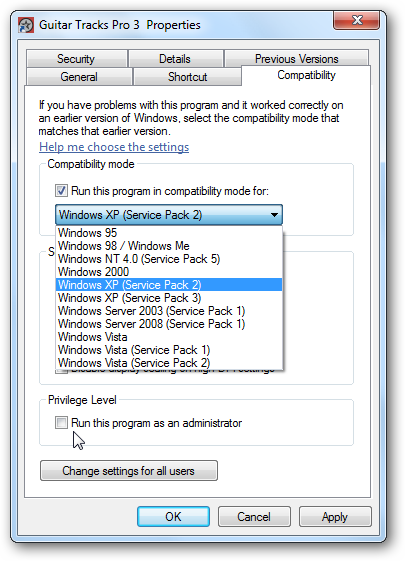 Guitar Tracks Pro 3 Properties
Security Details Previous Versions
General Shortcut Compatibility
If you have problems with this program and it worked correctly on
an earlier version of Windows, select the compatibility mode that
matches that earlier version.
Help me choose the settings
Compatibility mode
Run this program in compatibility mode for:
Windows XP (Service Pack 2)
Windows 95
Windows 98 / Windows Me
Windows NT 4.0 (Service Pack 5)
Windows 2000
Windows XP (Service Pack 2)
Windows XP (Service Pack 3)
Windows Server 2003 (Service Pack 1)
Windows Server 2008 (Service Pack 1)
Windows Vista
Windows Vista (Service Pack 1)
Windows Vista (Service Pack 2)
Privilege Level
Run this program as an administrator
Change settings for all users
OK Cancel Apply